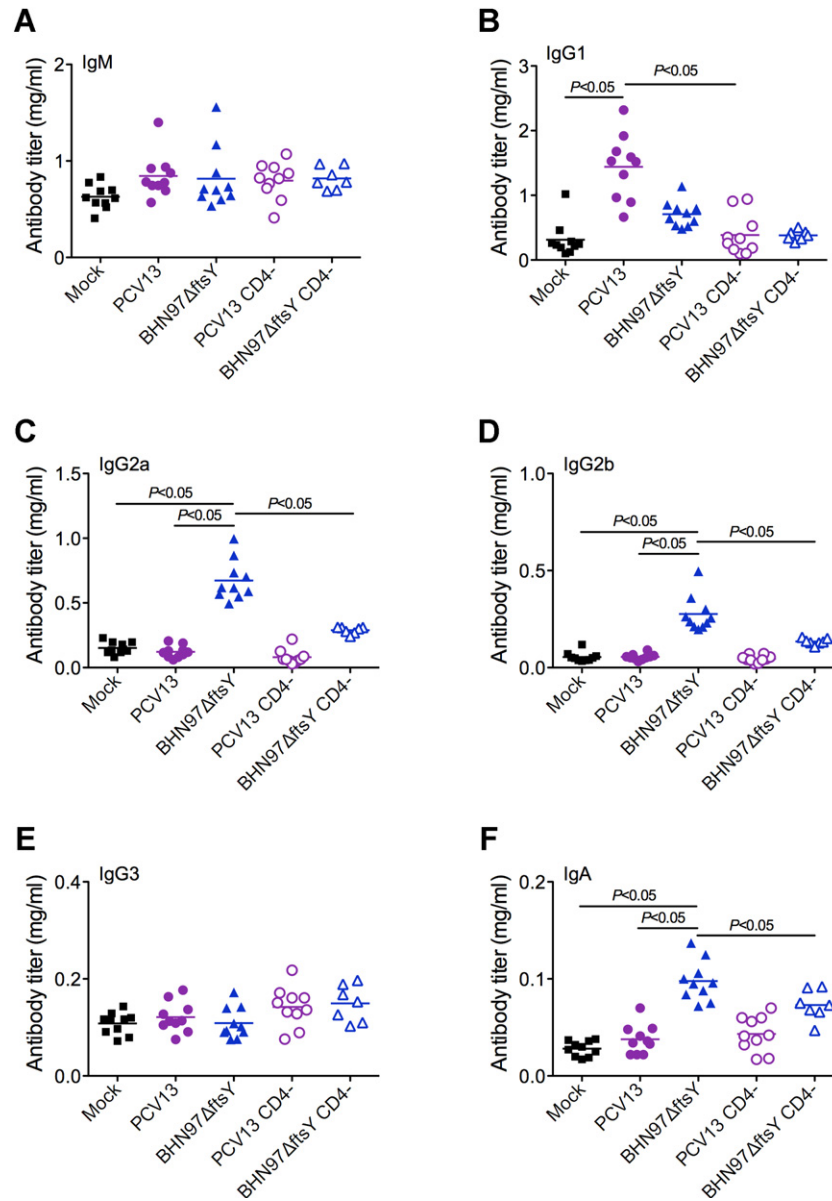 A
IgM
Antibody titer (mg/ml)
2
1
0
Mock
PCV13
BHN97ΔftsY
PCV13 CD4-
BHN97ΔftsY CD4-
B
IgG1
Antibody titer (mg/ml)
3
2
1
0
P<0.05
P<0.05
Mock
PCV13
BHN97ΔftsY
PCV13 CD4-
BHN97ΔftsY CD4-
C
IgG2a
Antibody titer (mg/ml)
1.5
1.0
0.5
0.0
P<0.05
P<0.05
P<0.05
Mock
PCV13
BHN97ΔftsY
PCV13 CD4-
BHN97ΔftsY CD4-
D
IgG2b
Antibody titer (mg/ml)
1.0
0.5
0.0
P<0.05
P<0.05
P<0.05
Mock
PCV13
BHN97ΔftsY
PCV13 CD4-
BHN97ΔftsY CD4-
E
IgG3
Antibody titer (mg/ml)
0.4
0.2
0.0
Mock
PCV13
BHN97ΔftsY
PCV13 CD4-
BHN97ΔftsY CD4-
F
IgA
Antibody titer (mg/ml)
0.2
0.1
0.0
P<0.05
P<0.05
P<0.05
Mock
PCV13
BHN97ΔftsY
PCV13 CD4-
BHN97ΔftsY CD4-